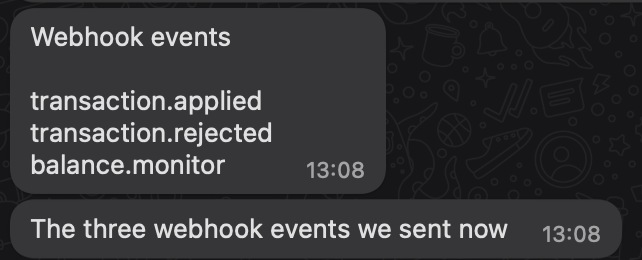 Webhook events

transaction.applied
transaction.rejected
balance.monitor
13:08
The three webhook events we sent now
13:08